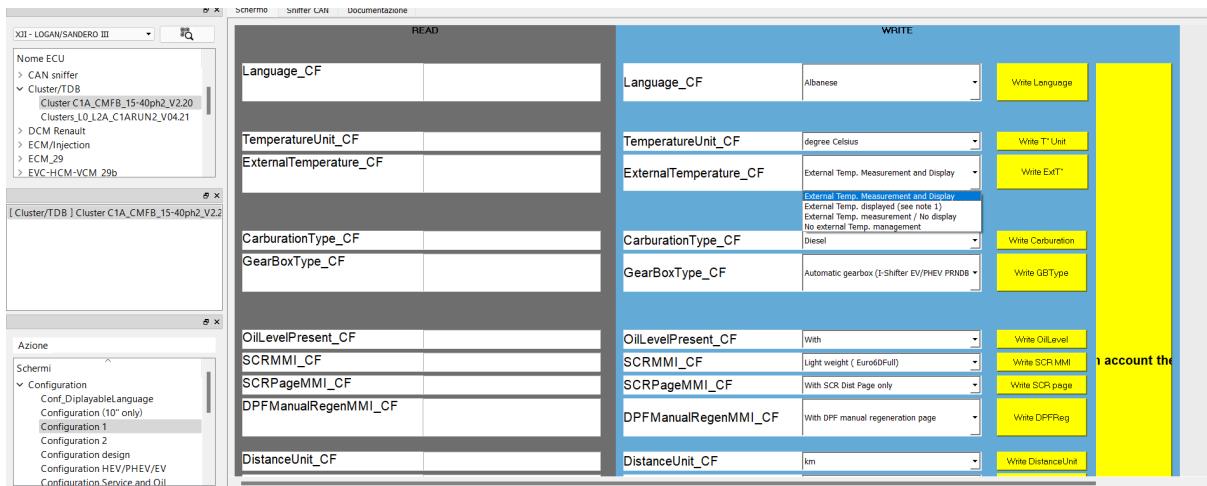 Schermo Sniffer CAN Documentazione
XJI - LOGAN/SANDERO III
Nome ECU
> CAN sniffer
Cluster/TDB
Cluster C1A_CMFB_15-40ph2_V2.20
Clusters_L0_L2A_C1ARUN2_V04.21
> DCM Renault
> ECM/Injection
> ECM_29
> EVC-HCM-VCM_29b
[ Cluster/TDB ] Cluster C1A_CMFB_15-40ph2_V2.2
Azione
Schermi
Configuration
Conf_DiplayableLanguage
Configuration (10" only)
Configuration 1
Configuration 2
Configuration design
Configuration HEV/PHEV/EV
Configuration Service and Oil
READ
Language_CF
TemperatureUnit_CF
ExternalTemperature_CF
CarburationType_CF
GearBoxType_CF
OilLevelPresent_CF
SCRMMI_CF
SCRPageMMI_CF
DPFManualRegenMMI_CF
DistanceUnit_CF
WRITE
Language_CF Albanese Write Language
TemperatureUnit_CF degree Celsius Write T° Unit
ExternalTemperature_CF External Temp. Measurement and Display Write ExtT°
External Temp. Measurement and Display
External Temp. displayed (see note 1)
External Temp. measurement / No display
No external Temp. management
CarburationType_CF Diesel Write Carburation
GearBoxType_CF Automatic gearbox (I-Shifter EV/PHEV PRNDB Write GBType
OilLevelPresent_CF With Write OilLevel
SCRMMI_CF Light weight ( Euro6DFull) Write SCR MMI
SCRPageMMI_CF With SCR Dist Page only Write SCR page
DPFManualRegenMMI_CF With DPF manual regeneration page Write DPFReg
DistanceUnit_CF km Write DistanceUnit
account the